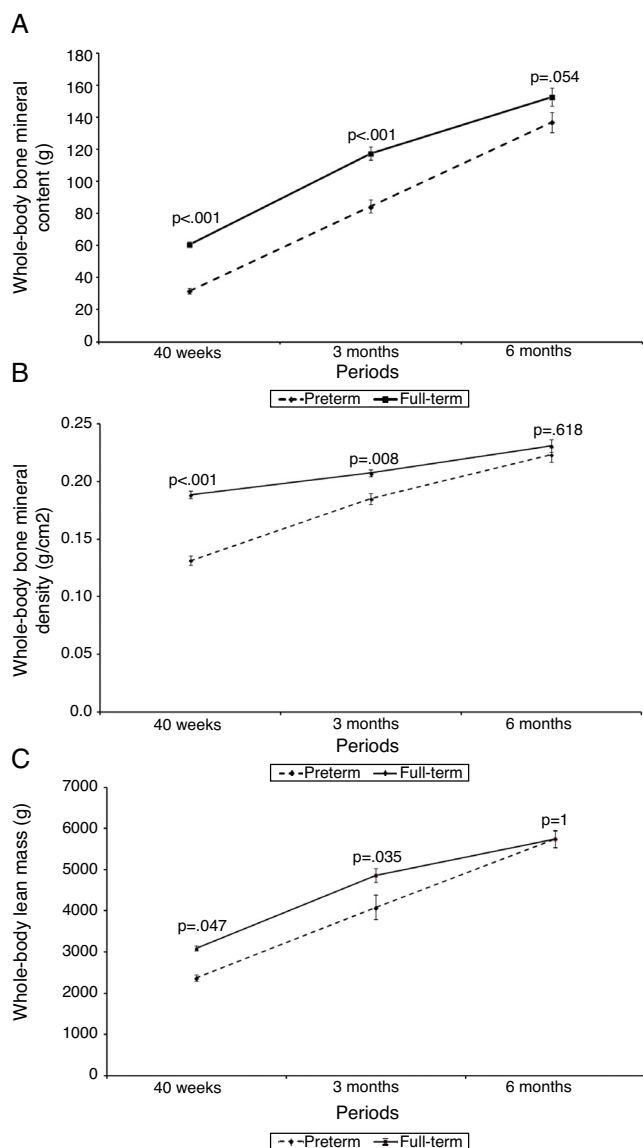 A
Whole-body bone mineral
content (g)
180
160
140
120
100
80
60
40
20
0
p<.001
p<.001
p=.054
40 weeks 3 months 6 months
Periods
Preterm Full-term
B
Whole-body bone mineral
density (g/cm2)
0.25
0.20
0.15
0.10
0.05
0.0
p<.001
p=.008
p=.618
40 weeks 3 months 6 months
Periods
Preterm Full-term
C
Whole-body lean mass (g)
7000
6000
5000
4000
3000
2000
1000
0
p=.047
p=.035
p=1
40 weeks 3 months 6 months
Periods
Preterm Full-term